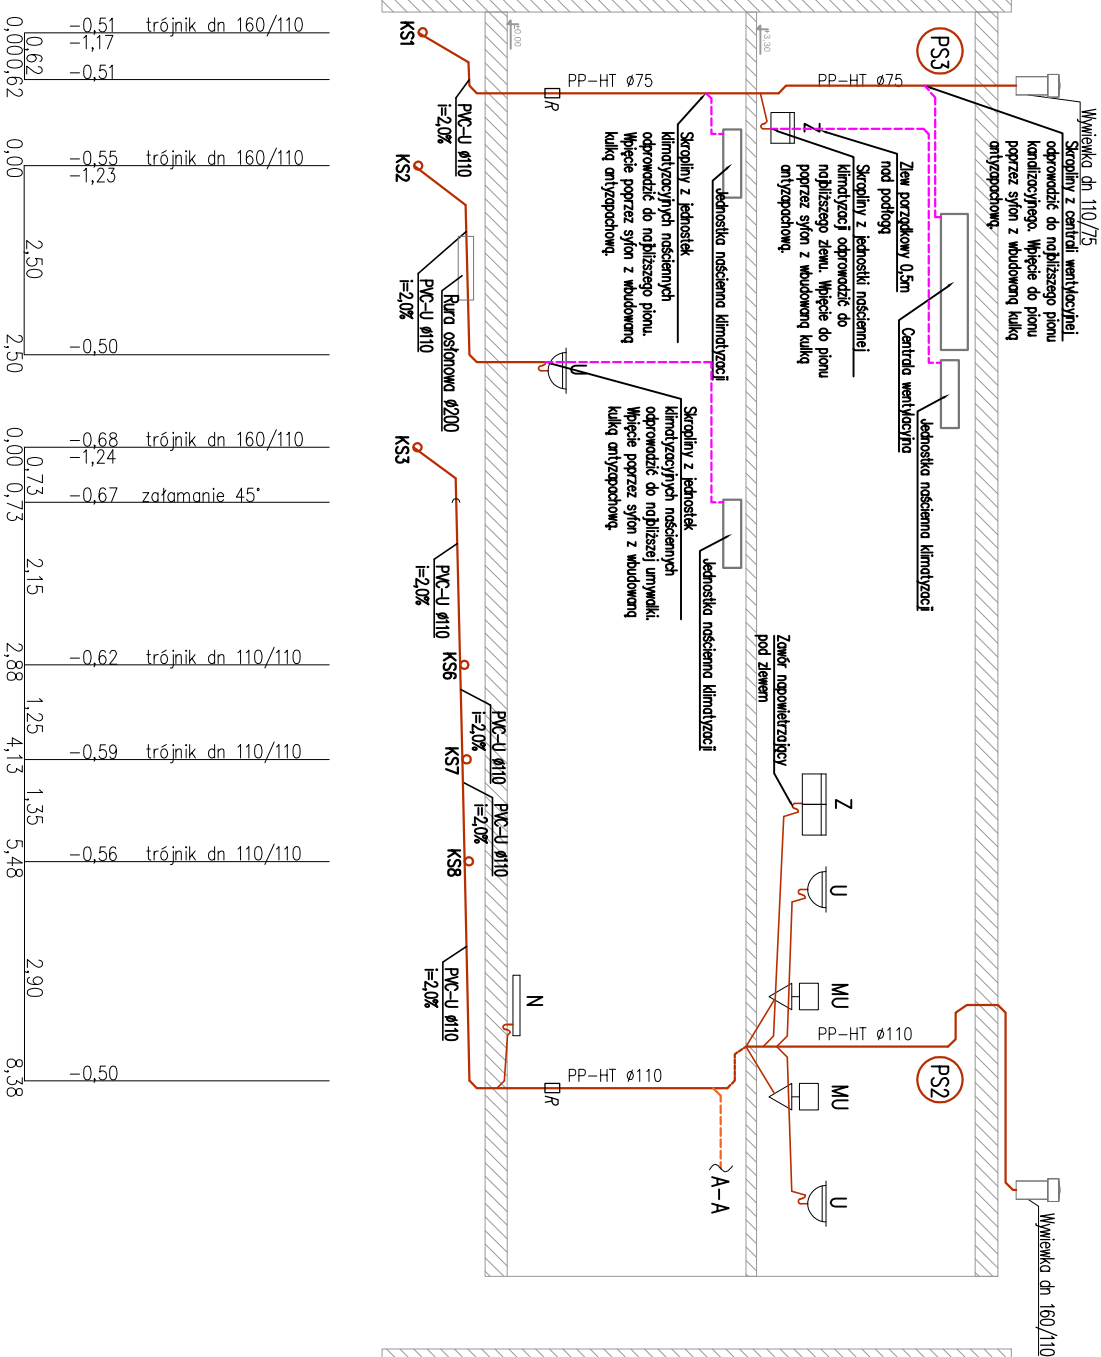 Wywiewka dn 110/75
Skropliny z centrali wentylacyjnej
odprowadzić do najbliższego pionu
kandizacyjnego. Wpięcie do pionu
poprzez syfon z wbudowaną kulką
antyzapachową.
PS3
PP-HT ø75
PP-HT ø75
+3.30
±0.00
Zlew porządkowy 0,5m
nad podłogą
Z
Centrala wentylacyjna
Jednostka naścienna klimatyzacji
Skropliny z jednostki naściennej
klimatyzacji odprowadzić do
najbliższego zlewu. Wpięcie do pionu
poprzez syfon z wbudowaną kulką
antyzapachową.
Jednostka naścienna klimatyzacji
Skropliny z jednostek
klimatyzacyjnych naściennych
odprowadzić do najbliższego pionu.
Wpięcie poprzez syfon z wbudowaną
kulką antyzapachową.
R
KS1
PVC-U ø110
i=2,0%
KS2
PVC-U ø110
i=2,0%
Rura osłonowa ø200
U
Skropliny z jednostek
klimatyzacyjnych naściennych
odprowadzić do najbliższej umywalki.
Wpięcie poprzez syfon z wbudowaną
kulką antyzapachową.
Jednostka naścienna klimatyzacji
KS3
PVC-U ø110
i=2,0%
KS6
PVC-U ø110
i=2,0%
KS7
PVC-U ø110
i=2,0%
KS8
PVC-U ø110
i=2,0%
Zawór napowietrzający
pod zlewem
Z
U
MU
PP-HT ø110
PS2
MU
U
N
PP-HT ø110
R
A-A
Wywiewka dn 160/110
-0,51 trójnik dn 160/110
-1,17
-0,51
0,62
0,00
0,62
-0,55 trójnik dn 160/110
-1,23
-0,50
2,50
0,00
2,50
-0,68 trójnik dn 160/110
-1,24
-0,67 załamanie 45°
-0,62 trójnik dn 110/110
-0,59 trójnik dn 110/110
-0,56 trójnik dn 110/110
-0,50
0,73
2,15
1,25
1,35
2,90
0,00
0,73
2,88
4,13
5,48
8,38